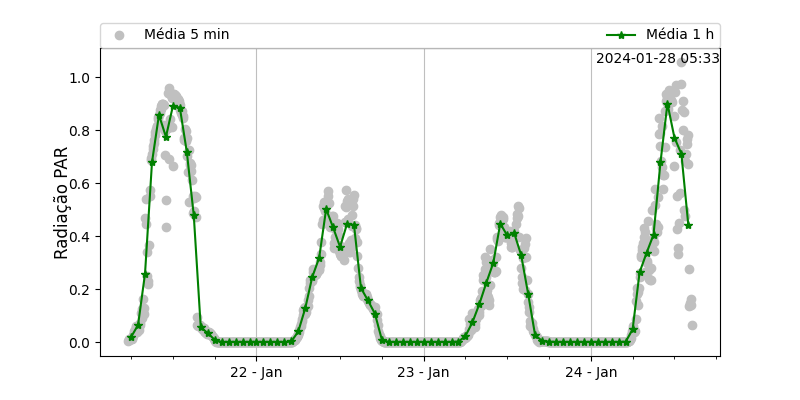 Média 5 min
Média 1 h
2024-01-28 05:33
Radiação PAR
1.0
0.8
0.6
0.4
0.2
0.0
22 - Jan
23 - Jan
24 - Jan